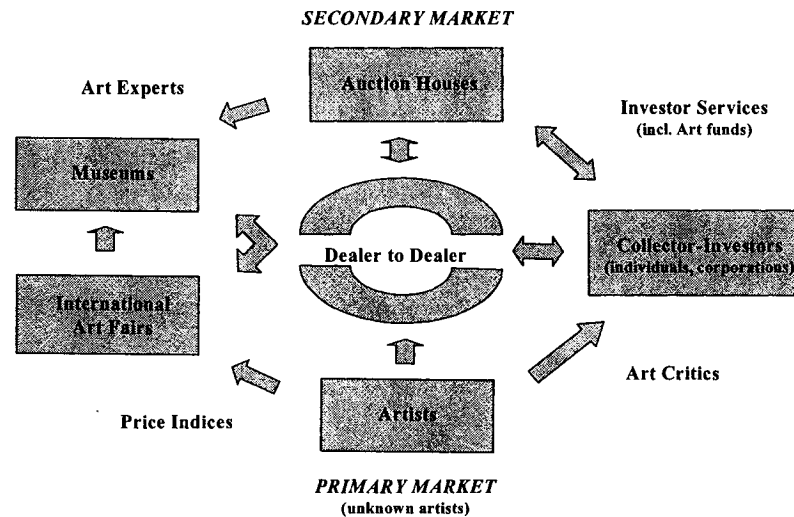 SECONDARY MARKET
Auction Houses
Art Experts
Investor Services
(incl. Art funds)
Museums
Dealer to Dealer
Collector-Investors
(individuals, corporations)
International
Art Fairs
Art Critics
Artists
Price Indices
PRIMARY MARKET
(unknown artists)